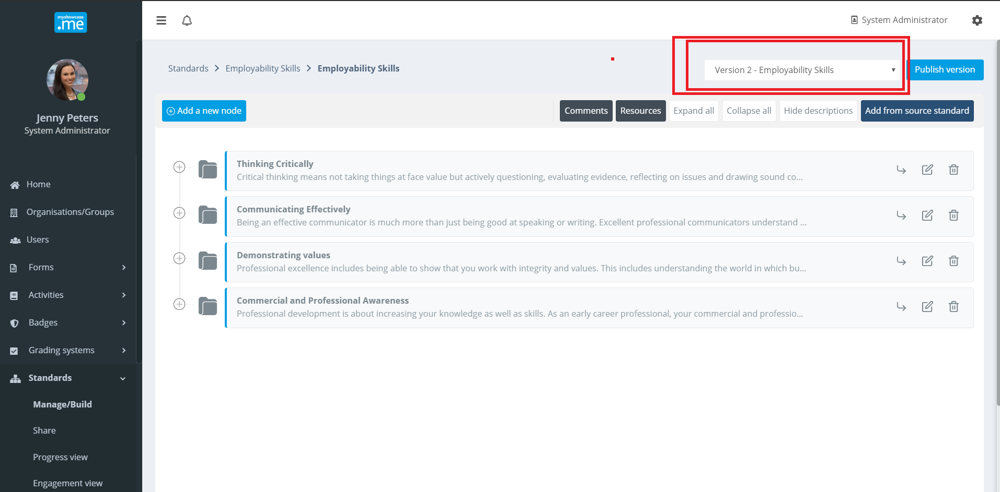 myshowcase
.me
System Administrator
Jenny Peters
System Administrator
Home
Organisations/Groups
Users
Forms
Activities
Badges
Grading systems
Standards
Manage/Build
Share
Progress view
Engagement view
Standards > Employability Skills > Employability Skills
Version 2 - Employability Skills
Publish version
Add a new node
Comments
Resources
Expand all
Collapse all
Hide descriptions
Add from source standard
Thinking Critically
Critical thinking means not taking things at face value but actively questioning, evaluating evidence, reflecting on issues and drawing sound co...
Communicating Effectively
Being an effective communicator is much more than just being good at speaking or writing. Excellent professional communicators understand ...
Demonstrating values
Professional excellence includes being able to show that you work with integrity and values. This includes understanding the world in which bu...
Commercial and Professional Awareness
Professional development is about increasing your knowledge as well as skills. As an early career professional, your commercial and professio...